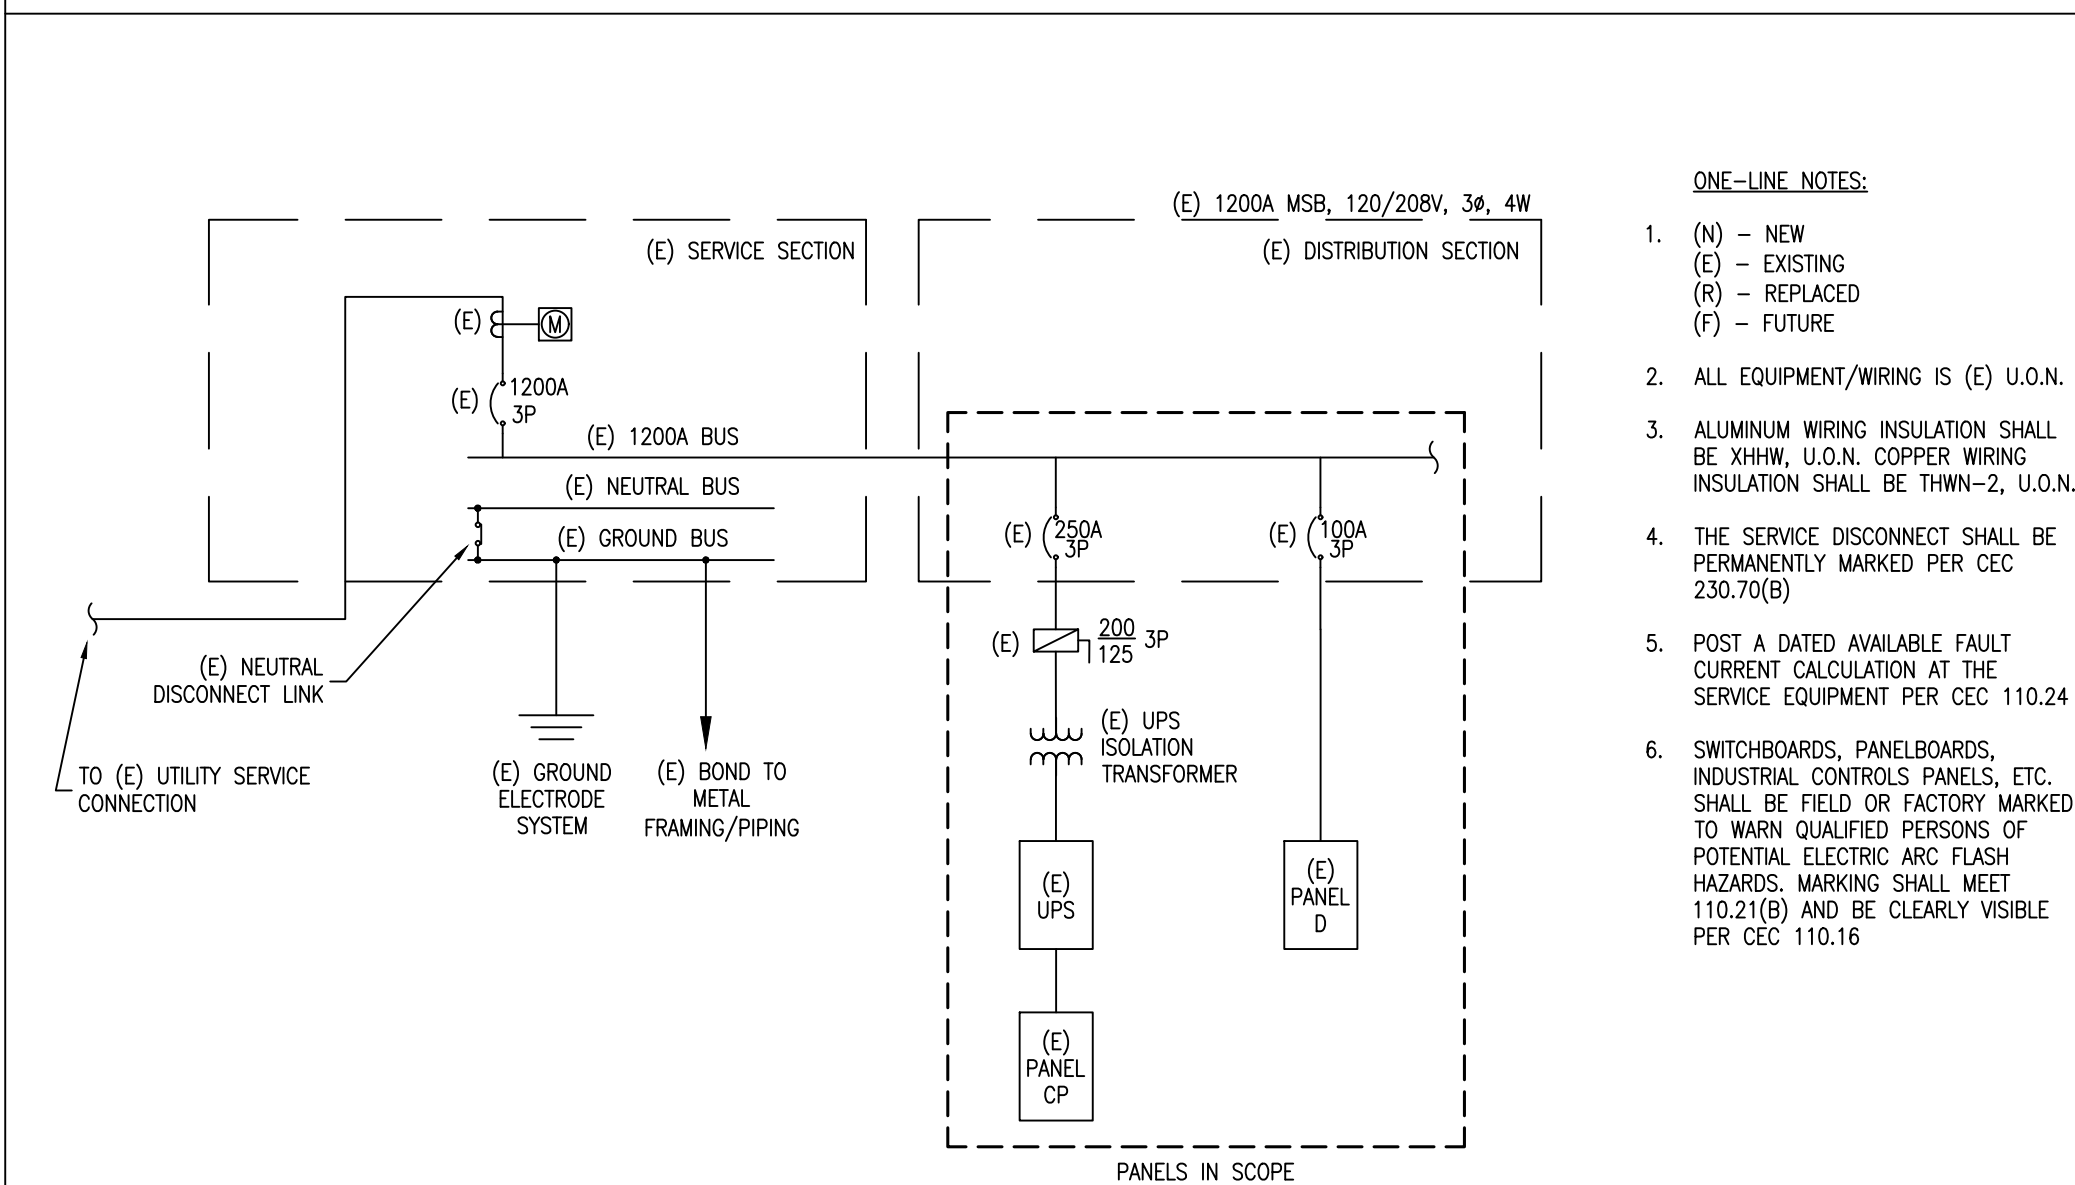 (E) 1200A MSB, 120/208V, 3ø, 4W
(E) SERVICE SECTION
(E) DISTRIBUTION SECTION
(E)
M
(E)
1200A
3P
(E) 1200A BUS
(E) NEUTRAL BUS
(E) GROUND BUS
(E) NEUTRAL
DISCONNECT LINK
TO (E) UTILITY SERVICE
CONNECTION
(E) GROUND
ELECTRODE
SYSTEM
(E) BOND TO
METAL
FRAMING/PIPING
(E)
250A
3P
(E)
100A
3P
(E)
200
125
3P
(E) UPS
ISOLATION
TRANSFORMER
(E)
UPS
(E)
PANEL
D
(E)
PANEL
CP
PANELS IN SCOPE
ONE-LINE NOTES:
1. (N) - NEW
(E) - EXISTING
(R) - REPLACED
(F) - FUTURE
2. ALL EQUIPMENT/WIRING IS (E) U.O.N.
3. ALUMINUM WIRING INSULATION SHALL
BE XHHW, U.O.N. COPPER WIRING
INSULATION SHALL BE THWN-2, U.O.N.
4. THE SERVICE DISCONNECT SHALL BE
PERMANENTLY MARKED PER CEC
230.70(B)
5. POST A DATED AVAILABLE FAULT
CURRENT CALCULATION AT THE
SERVICE EQUIPMENT PER CEC 110.24
6. SWITCHBOARDS, PANELBOARDS,
INDUSTRIAL CONTROLS PANELS, ETC.
SHALL BE FIELD OR FACTORY MARKED
TO WARN QUALIFIED PERSONS OF
POTENTIAL ELECTRIC ARC FLASH
HAZARDS. MARKING SHALL MEET
110.21(B) AND BE CLEARLY VISIBLE
PER CEC 110.16